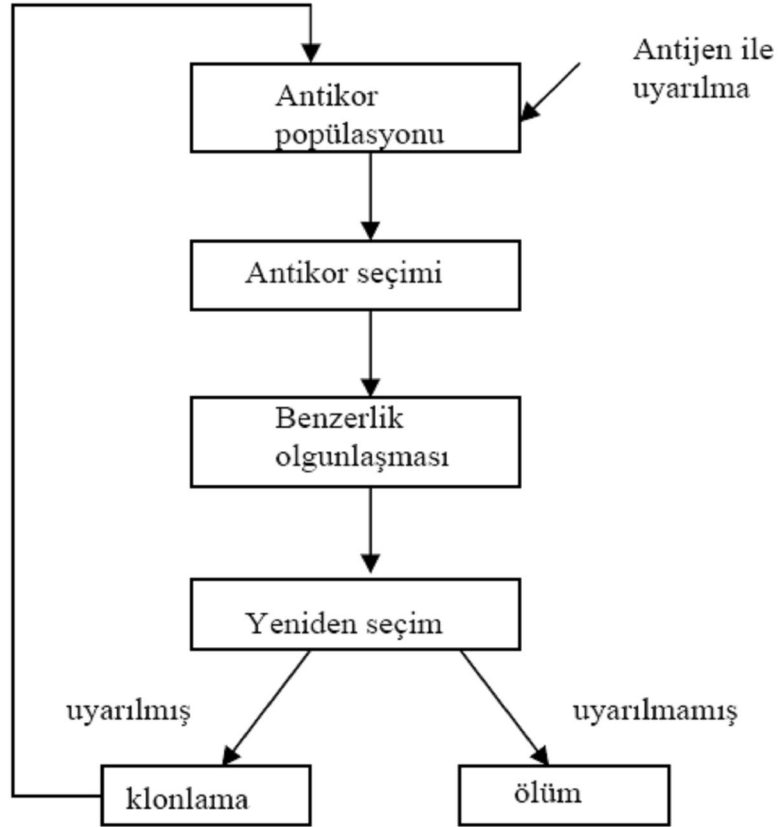 Antijen ile
uyarılma
Antikor
popülasyonu
Antikor seçimi
Benzerlik
olgunlaşması
Yeniden seçim
uyarılmış
uyarılmamış
klonlama
ölüm